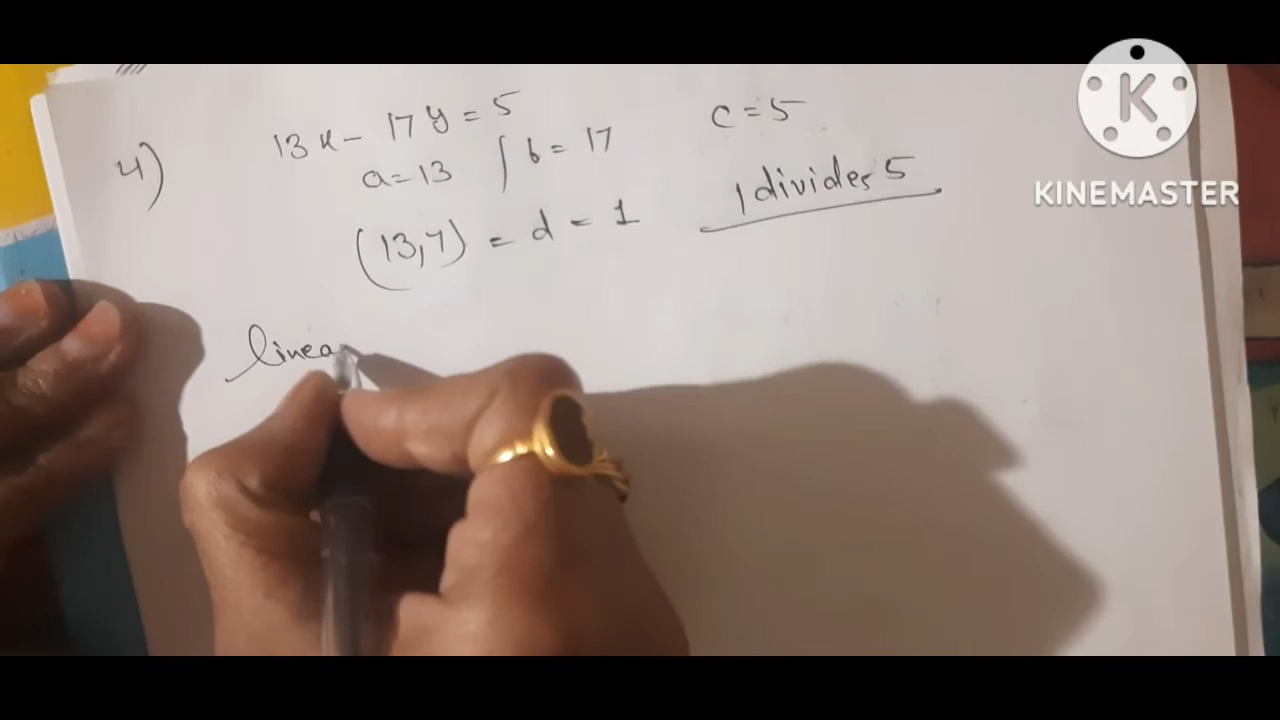 4) 13x - 17y = 5
a = 13 / b = 17
c = 5
(13,7) = d = 1
1 divides 5
linea
K
KINEMASTER